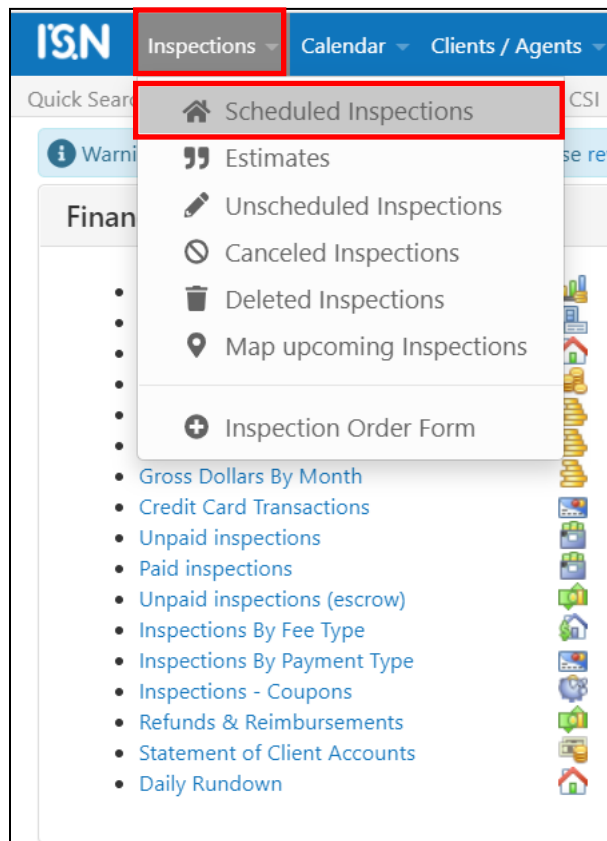 ISN Inspections Calendar Clients / Agents
Quick Sear CSI
Scheduled Inspections
Warni se re
Estimates
Finan
Unscheduled Inspections
Canceled Inspections
Deleted Inspections
Map upcoming Inspections
Inspection Order Form
Gross Dollars By Month
Credit Card Transactions
Unpaid inspections
Paid inspections
Unpaid inspections (escrow)
Inspections By Fee Type
Inspections By Payment Type
Inspections - Coupons
Refunds & Reimbursements
Statement of Client Accounts
Daily Rundown